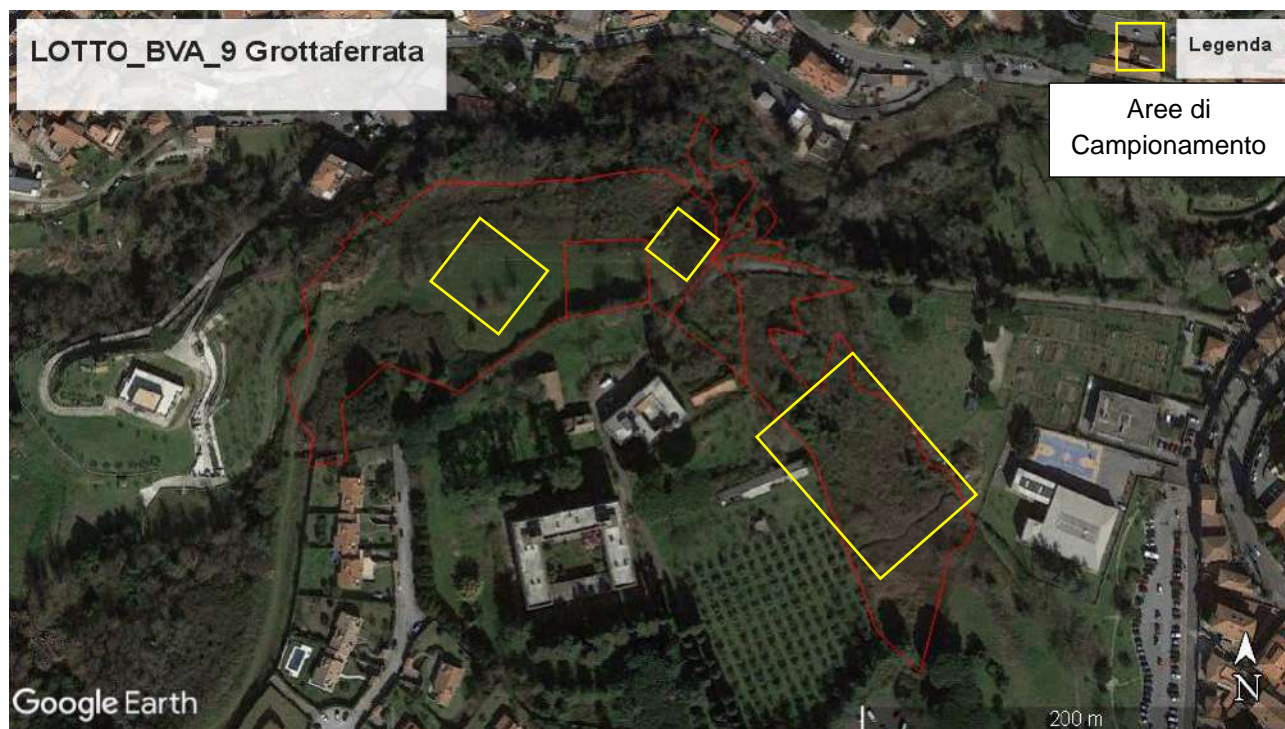 LOTTO_BVA_9 Grottaferrata
Legenda
Aree di
Campionamento
Google Earth
N
200 m